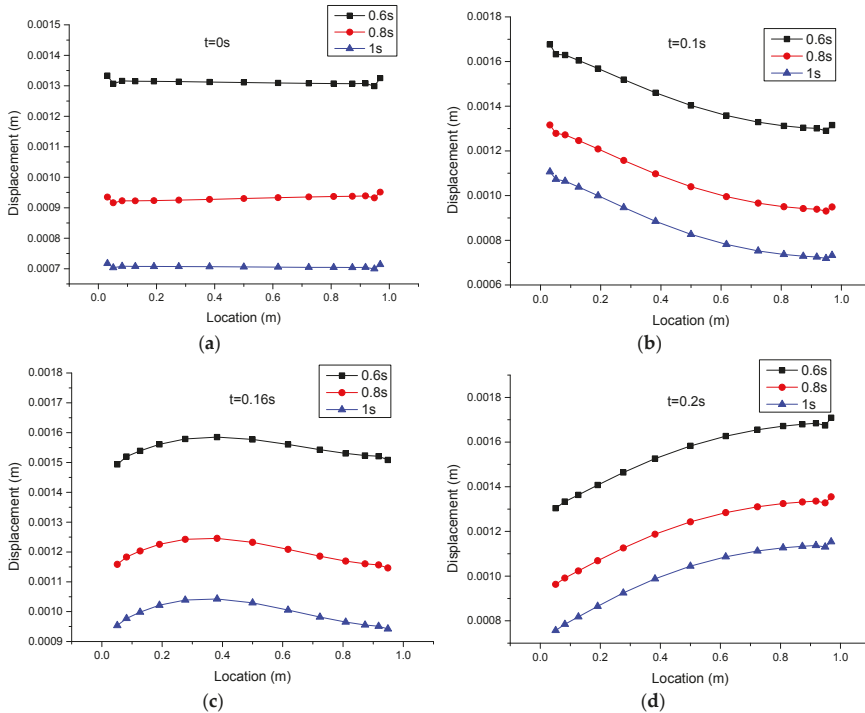 t=0s
0.6s
0.8s
1s
0.0015
0.0014
0.0013
0.0012
0.0011
0.0010
0.0009
0.0008
0.0007
Displacement (m)
0.0 0.2 0.4 0.6 0.8 1.0
Location (m)
(a)
t=0.1s
0.6s
0.8s
1s
0.0018
0.0016
0.0014
0.0012
0.0010
0.0008
0.0006
Displacement (m)
0.0 0.2 0.4 0.6 0.8 1.0
Location (m)
(b)
t=0.16s
0.6s
0.8s
1s
0.0018
0.0017
0.0016
0.0015
0.0014
0.0013
0.0012
0.0011
0.0010
0.0009
Displacement (m)
0.0 0.2 0.4 0.6 0.8 1.0
Location (m)
(c)
t=0.2s
0.6s
0.8s
1s
0.0018
0.0016
0.0014
0.0012
0.0010
0.0008
Displacement (m)
0.0 0.2 0.4 0.6 0.8 1.0
Location (m)
(d)